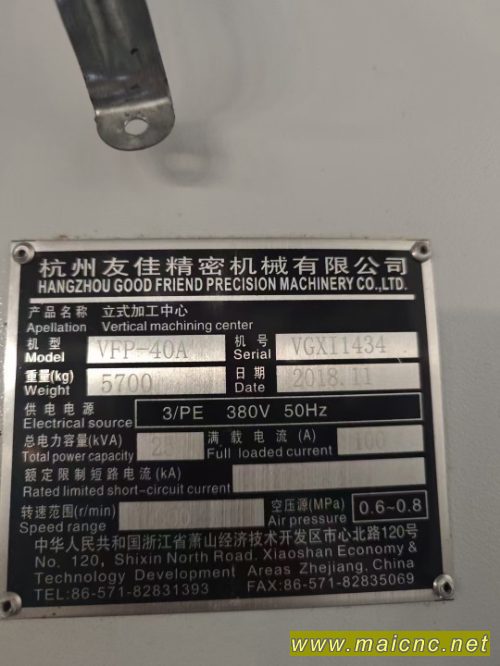 杭州友佳精密机械有限公司
HANGZHOU GOOD FRIEND PRECISION MACHINERY CO.,LTD.
产品名称 立式加工中心
Apellation Vertical machining center
机型 VFP-40A 机号 VGXI1434
Model Serial
重量(kg) 5700 日期 2018 11
Weight Date
供电电源 3/PE 380V 50Hz
Electrical source
总电力容量(kVA) 25 满载电流(A) 100
Total power capacity Full loaded current
额定限制短路电流(kA)
Rated limited short-circuit current
转速范围(r/min) 空压源(MPa) 0.6~0.8
Speed range Air pressure
中华人民共和国浙江省萧山经济技术开发区市心北路120号
No. 120, Shixin North Road, Xiaoshan Economy &
Technology Development Areas Zhejiang, China
TEL:86-571-82831393 FAX:86-571-82835069
www.maicnc.net